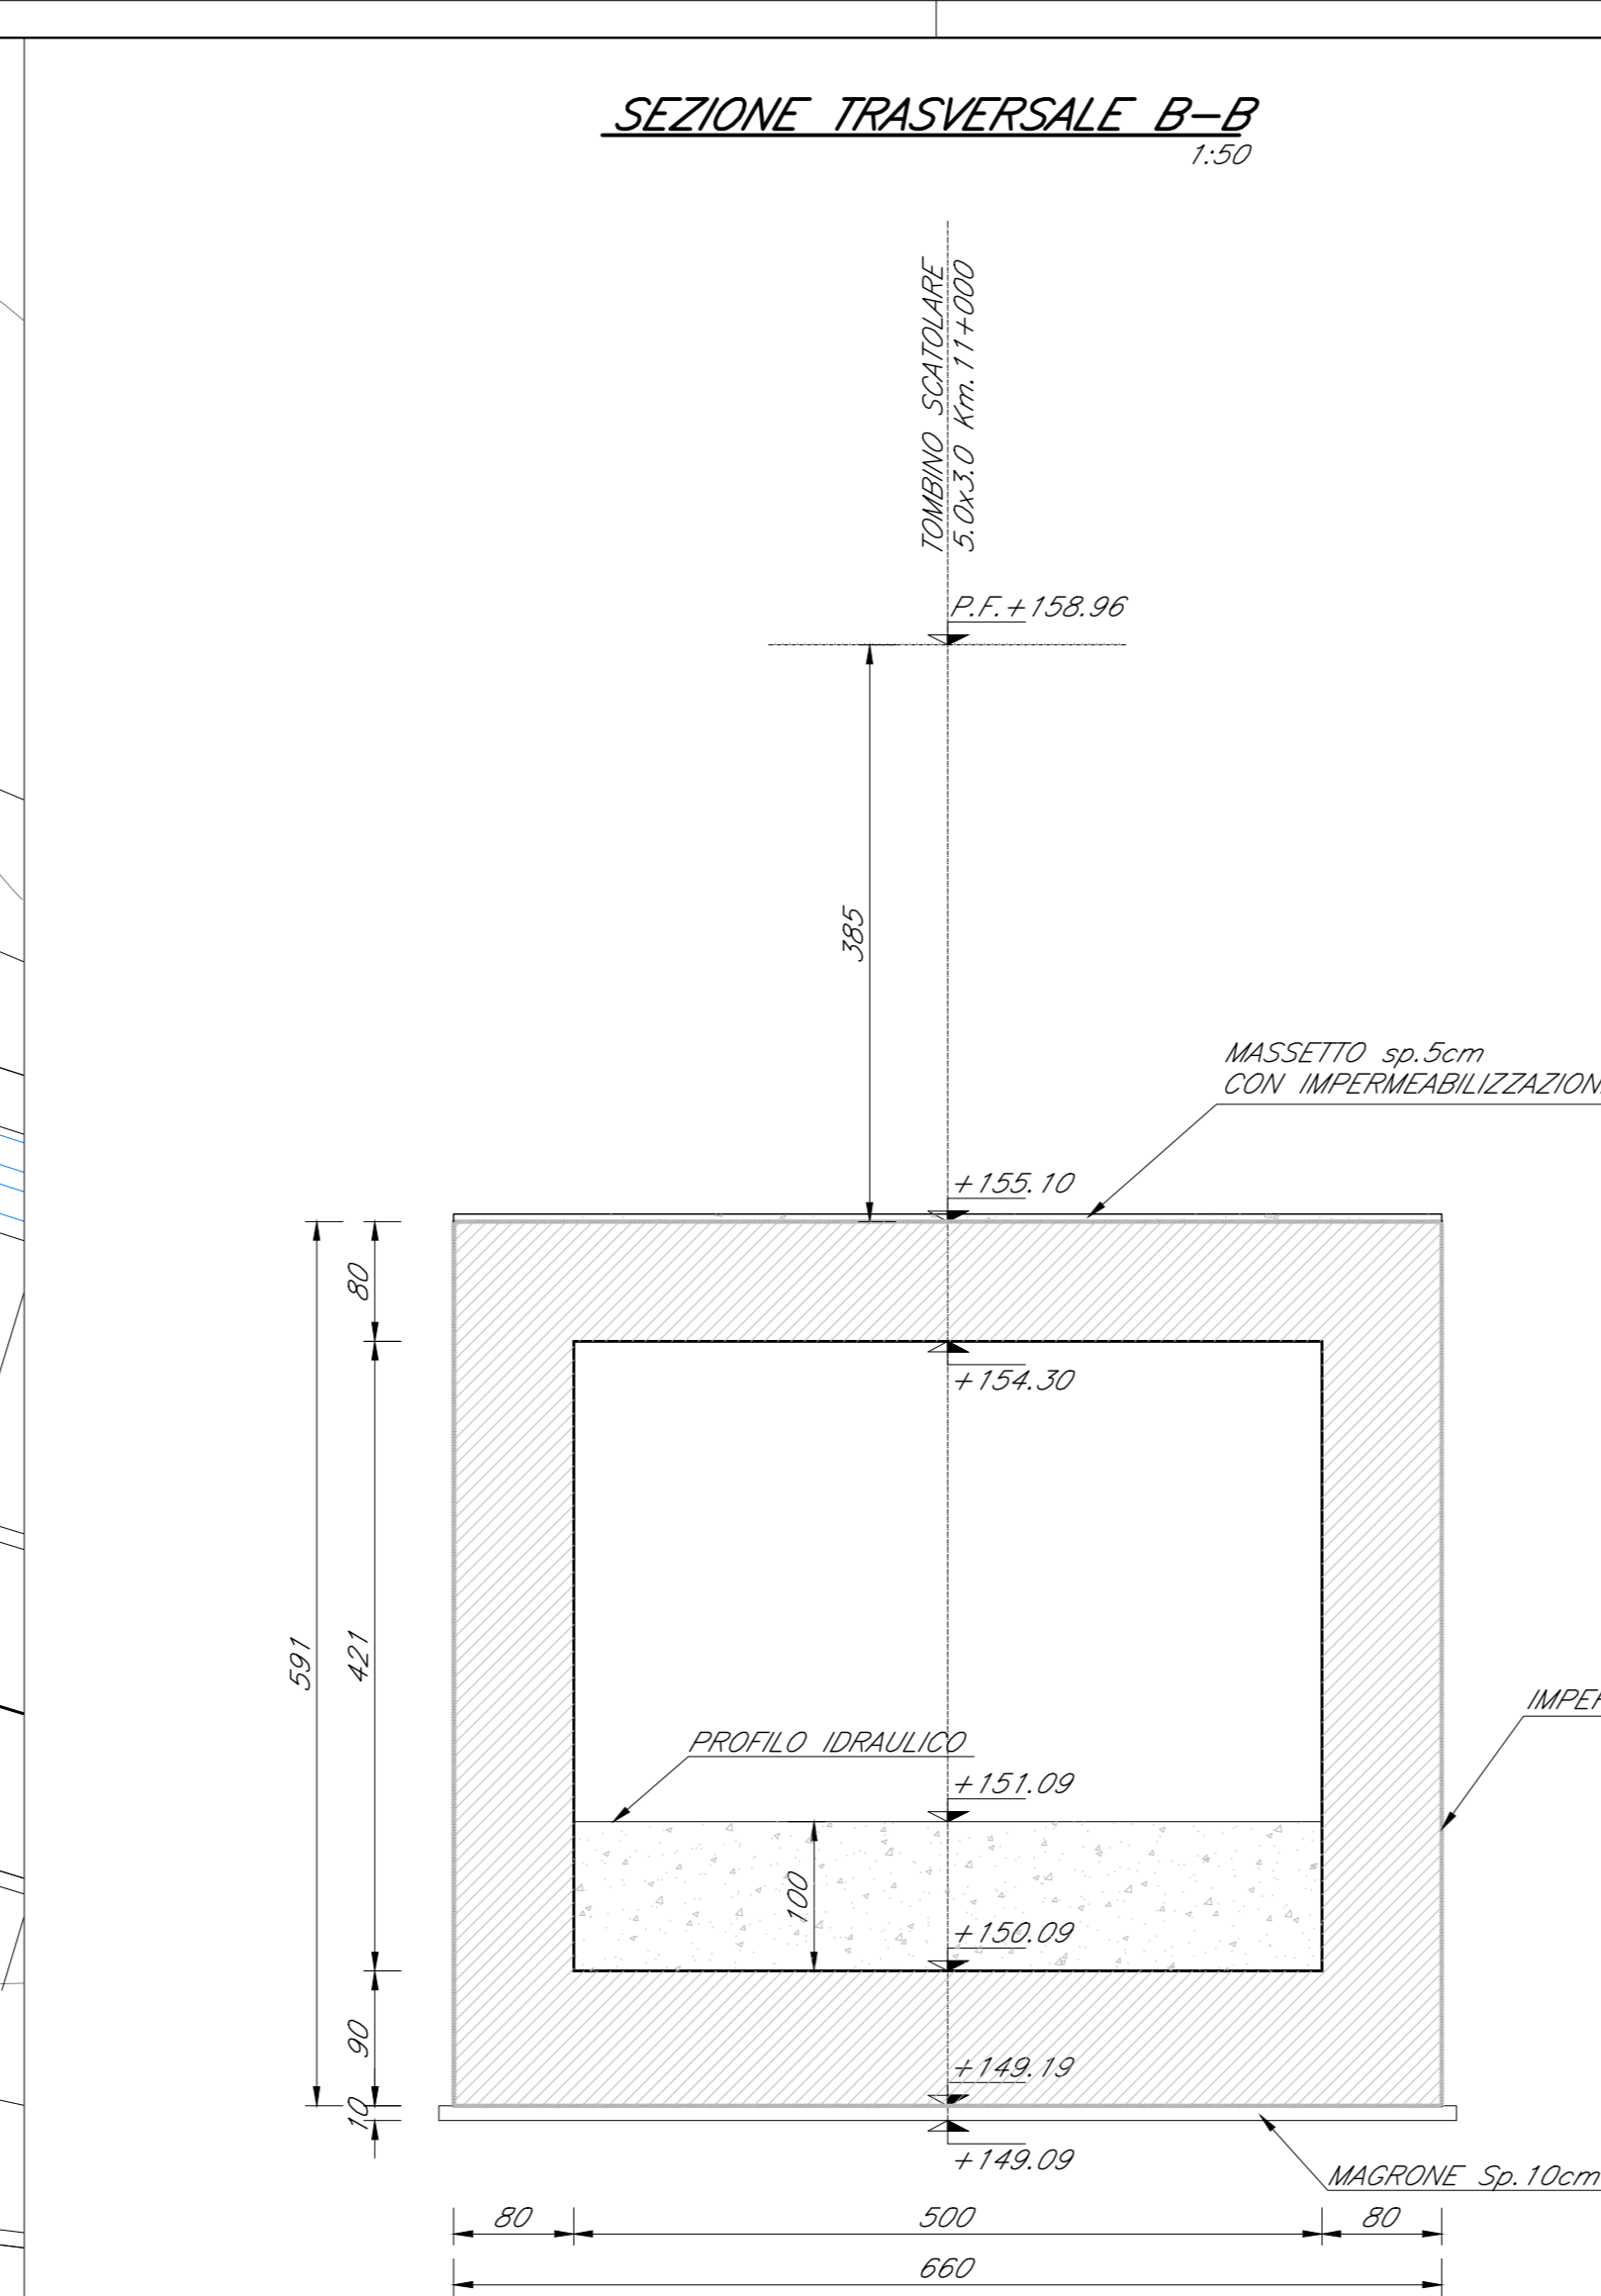 SEZIONE TRASVERSALE B-B
1:50
TOMBINO SCATOLARE
5.0x3.0 Km.11+000
P.F.+158.96
385
MASSETTO sp.5cm
CON IMPERMEABILIZZAZION
+155.10
80
+154.30
591
421
IMPER
PROFILO IDRAULICO
+151.09
100
+150.09
90
+149.19
10
+149.09
MAGRONE Sp.10cm
80
500
80
660